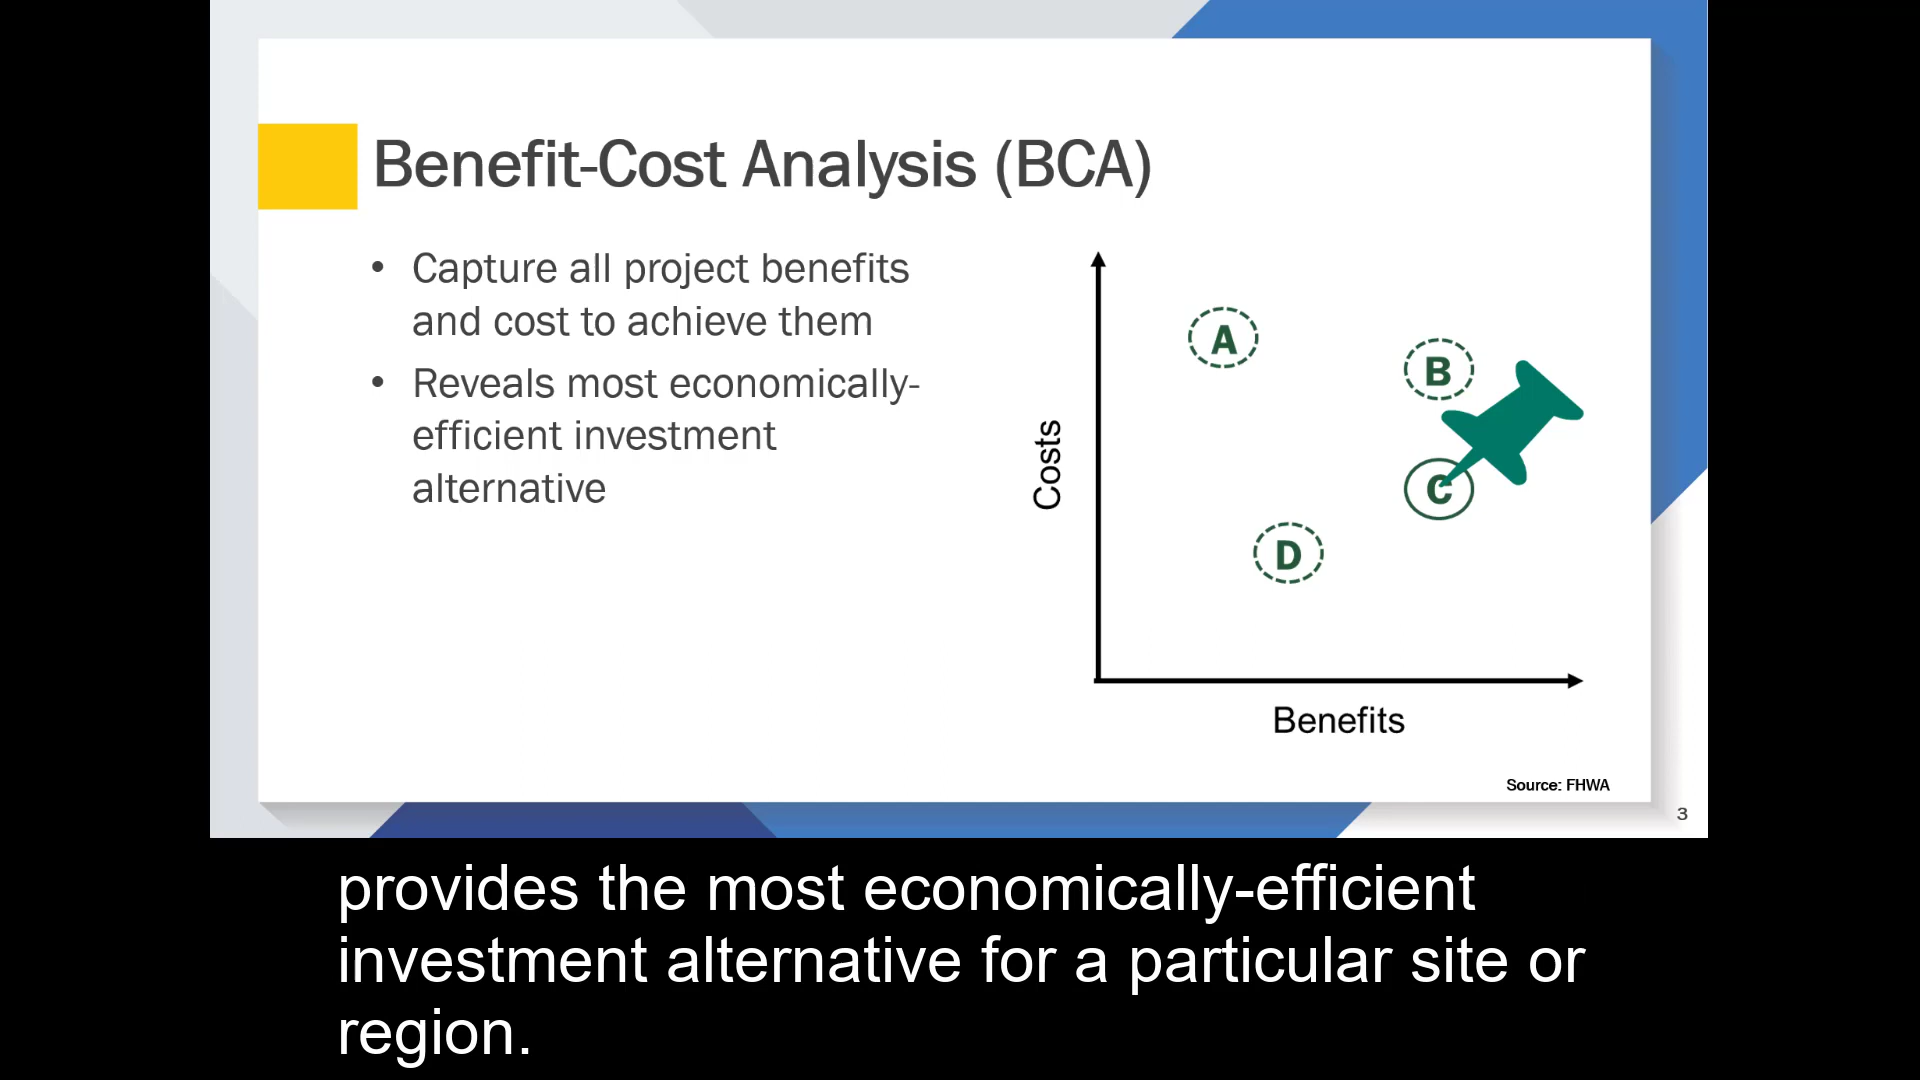 Benefit-Cost Analysis (BCA)
• Capture all project benefits
and cost to achieve them
• Reveals most economically-
efficient investment
alternative
A
B
C
D
Costs
Benefits
Source: FHWA
3
provides the most economically-efficient
investment alternative for a particular site or
region.